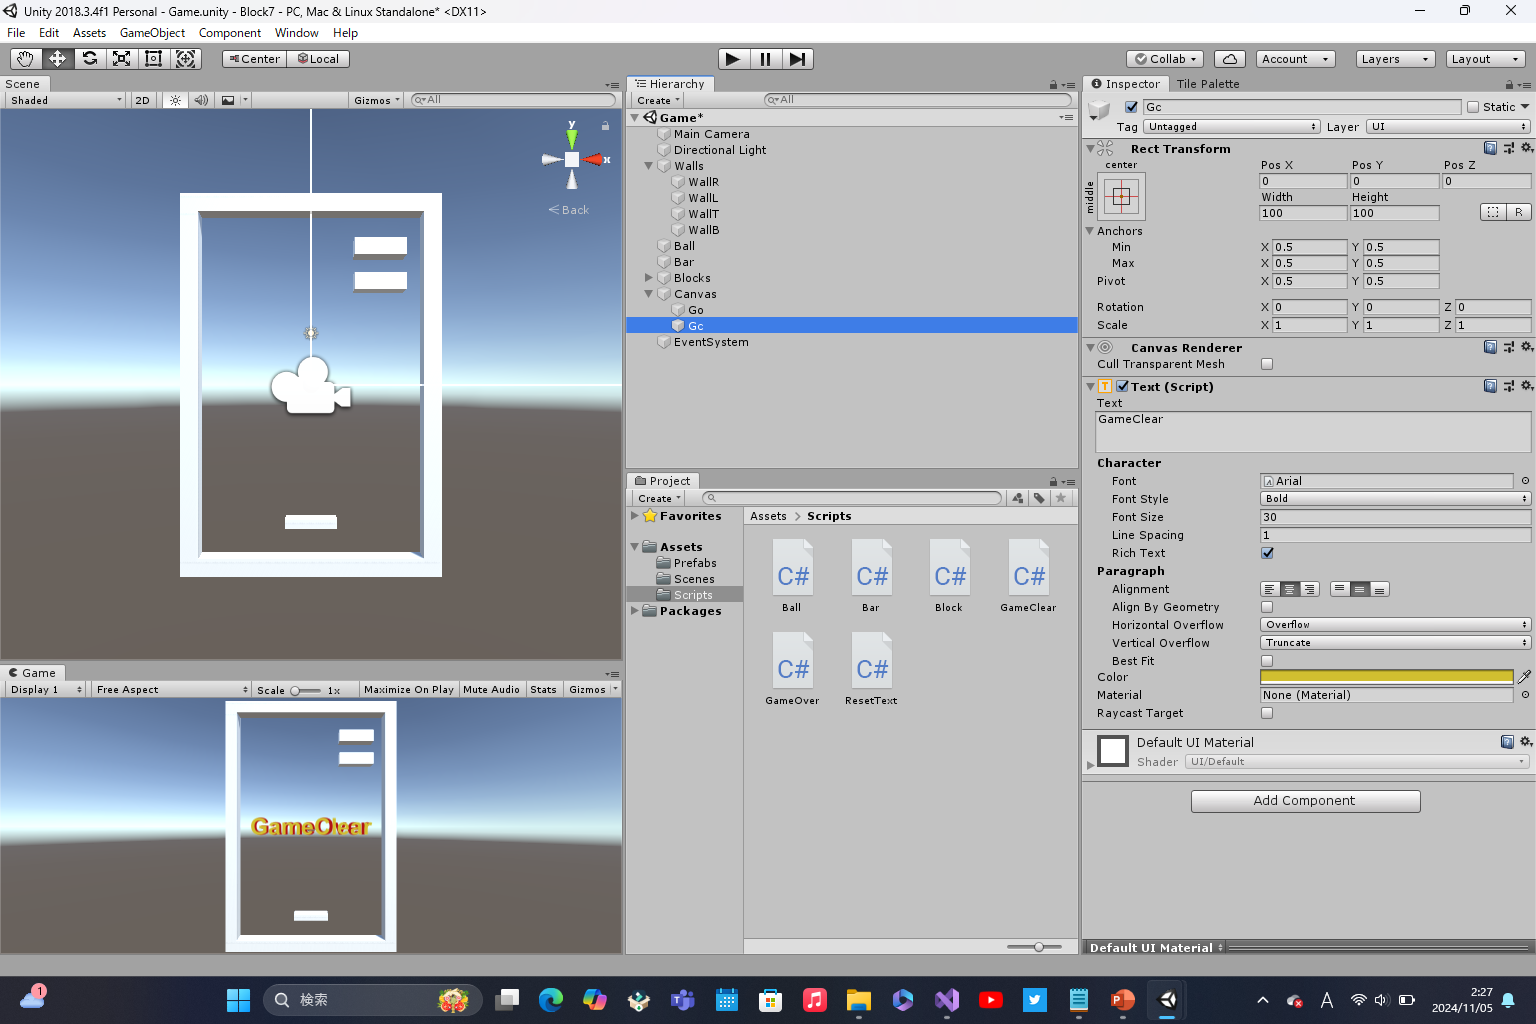 Unity 2018.3.4f1 Personal - Game.unity - Block7 - PC, Mac & Linux Standalone* <DX11>
File Edit Assets GameObject Component Window Help
Center Local
Collab Account Layers Layout
Scene
Shaded 2D Gizmos All
y
x
Back
Game
Display 1 Free Aspect Scale 1x Maximize On Play Mute Audio Stats Gizmos
GameOver
Hierarchy
Create All
Game*
Main Camera
Directional Light
Walls
WallR
WallL
WallT
WallB
Ball
Bar
Blocks
Canvas
Go
Gc
EventSystem
Project
Create
Favorites
Assets
Prefabs
Scenes
Scripts
Packages
Assets > Scripts
C# C# C# C#
Ball Bar Block GameClear
C# C#
GameOver ResetText
Inspector Tile Palette
Gc Static
Tag Untagged Layer UI
Rect Transform
center Pos X Pos Y Pos Z
middle 0 0 0
Width Height
100 100 R
Anchors
Min X 0.5 Y 0.5
Max X 0.5 Y 0.5
Pivot X 0.5 Y 0.5
Rotation X 0 Y 0 Z 0
Scale X 1 Y 1 Z 1
Canvas Renderer
Cull Transparent Mesh
T Text (Script)
Text
GameClear
Character
Font Arial
Font Style Bold
Font Size 30
Line Spacing 1
Rich Text
Paragraph
Alignment
Align By Geometry
Horizontal Overflow Overflow
Vertical Overflow Truncate
Best Fit
Color
Material None (Material)
Raycast Target
Default UI Material
Shader UI/Default
Add Component
Default UI Material
1 検索 A 2:27
2024/11/05